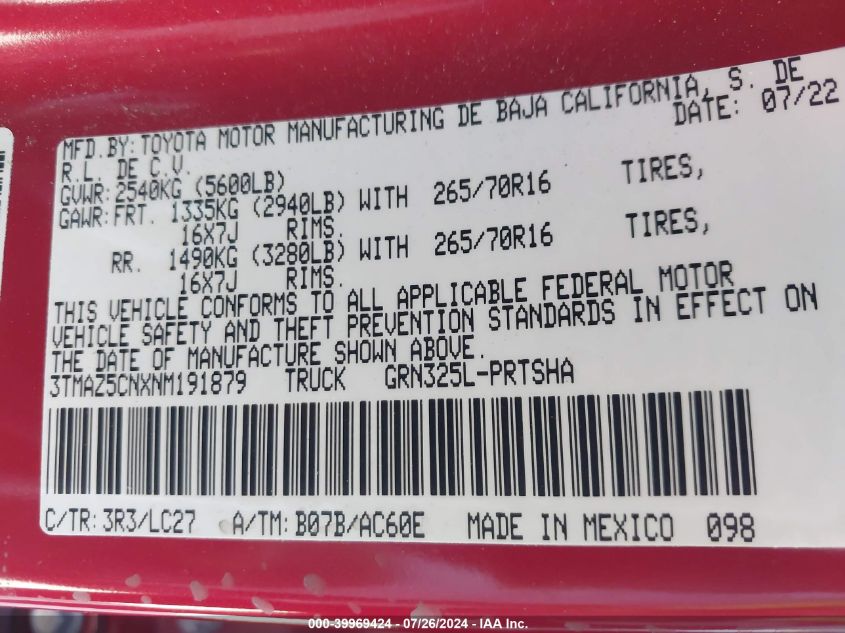 MFD.BY: TOYOTA MOTOR MANUFACTURING DE BAJA CALIFORNIA, S. DE
R.L. DE C.V. DATE: 07/22
GVWR: 2540KG (5600LB)
GAWR: FRT. 1335KG (2940LB) WITH 265/70R16 TIRES,
16X7J RIMS.
RR. 1490KG (3280LB) WITH 265/70R16 TIRES,
16X7J RIMS.
THIS VEHICLE CONFORMS TO ALL APPLICABLE FEDERAL MOTOR
VEHICLE SAFETY AND THEFT PREVENTION STANDARDS IN EFFECT ON
THE DATE OF MANUFACTURE SHOWN ABOVE.
3TMAZ5CNXNM191879 TRUCK GRN325L-PRTSHA
C/TR: 3R3/LC27 A/TM: B07B/AC60E MADE IN MEXICO 098
000-39969424 - 07/26/2024 - IAA Inc.